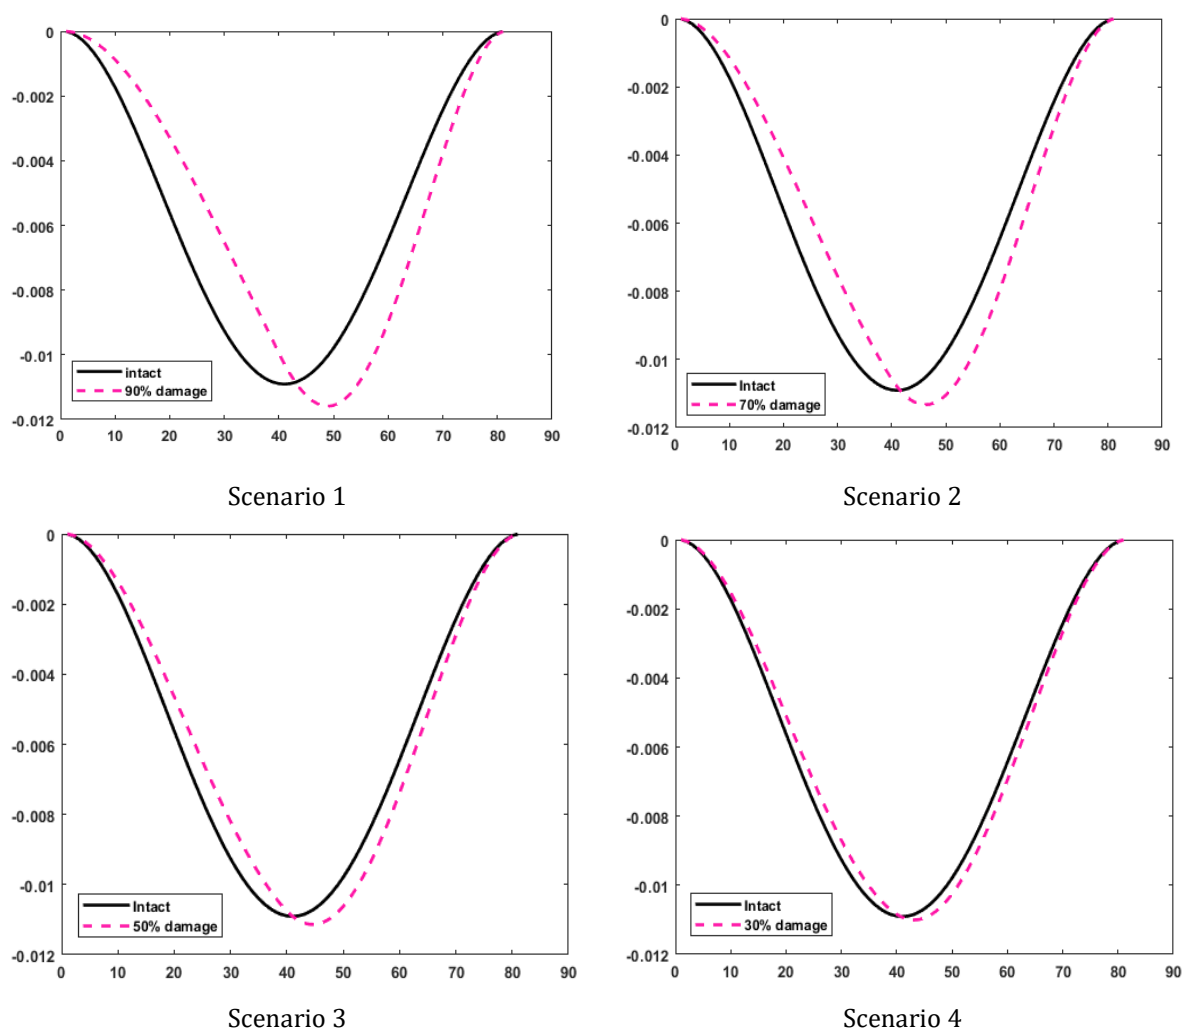 0
-0.002
-0.004
-0.006
-0.008
-0.01
-0.012
0 10 20 30 40 50 60 70 80 90
intact
90% damage
Scenario 1
0
-0.002
-0.004
-0.006
-0.008
-0.01
-0.012
0 10 20 30 40 50 60 70 80 90
Intact
70% damage
Scenario 2
0
-0.002
-0.004
-0.006
-0.008
-0.01
-0.012
0 10 20 30 40 50 60 70 80 90
Intact
50% damage
Scenario 3
0
-0.002
-0.004
-0.006
-0.008
-0.01
-0.012
0 10 20 30 40 50 60 70 80 90
Intact
30% damage
Scenario 4